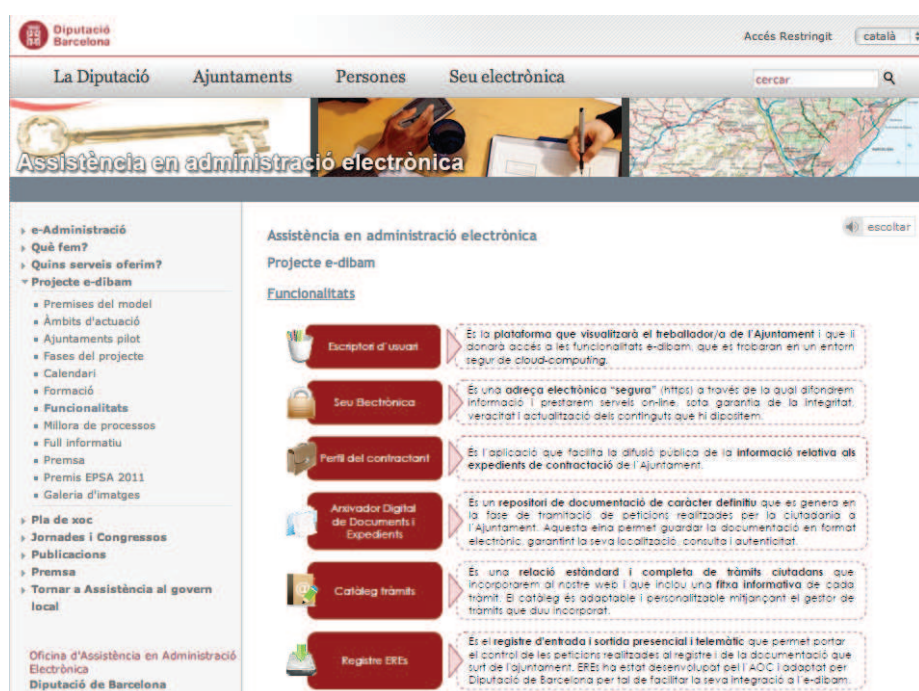 Diputació
Barcelona
Accés Restringit
català
La Diputació
Ajuntaments
Persones
Seu electrònica
cercar
Assistència en administració electrònica
e-Administració
Què fem?
Quins serveis oferim?
Projecte e-dibam
Premises del model
Àmbits d'actuació
Ajuntaments pilot
Fases del projecte
Calendari
Formació
Funcionalitats
Millora de processos
Full informatiu
Premsa
Premis EPSA 2011
Galeria d'imatges
Pla de xoc
Jornades i Congressos
Publicacions
Premsa
Tornar a Assistència al govern
local
Oficina d'Assistència en Administració
Electrònica
Diputació de Barcelona
escoltar
Assistència en administració electrònica
Projecte e-dibam
Funcionalitats
Escriptori d'usuari
És la plataforma que visualitzarà el treballador/a de l'Ajuntament i que li
donarà accés a les funcionalitats e-dibam, que es trobaran en un entorn
segur de cloud-computing.
Seu Electrònica
És una adreça electrònica "segura" (https) a través de la qual difondrem
informació i prestarem serveis on-line, sota garantia de la integritat,
veracitat i actualització dels continguts que hi dipositem.
Perfil del contractant
És l'aplicació que facilita la difusió pública de la informació relativa als
expedients de contractació de l'Ajuntament.
Arxivador Digital
de Documents i
Expedients
És un repositori de documentació de caràcter definitiu que es genera en
la fase de tramitació de peticions realitzades per la ciutadania a
l'Ajuntament. Aquesta eina permet guardar la documentació en format
electrònic, garantint la seva localització, consulta i autenticitat.
Catàleg tràmits
És una relació estàndard i completa de tràmits ciutadans que
incorporarem al nostre web i que inclou una fitxa informativa de cada
tràmit. El catàleg és adaptable i personalitzable mitjançant el gestor de
tràmits que duu incorporat.
Registre EREs
És el registre d'entrada i sortida presencial i telemàtic que permet portar
el control de les peticions realitzades al registre i de la documentació que
surt de l'ajuntament. EREs ha estat desenvolupat per l'AOC i adaptat per
Diputació de Barcelona per tal de facilitar la seva integració a l'e-dibam.